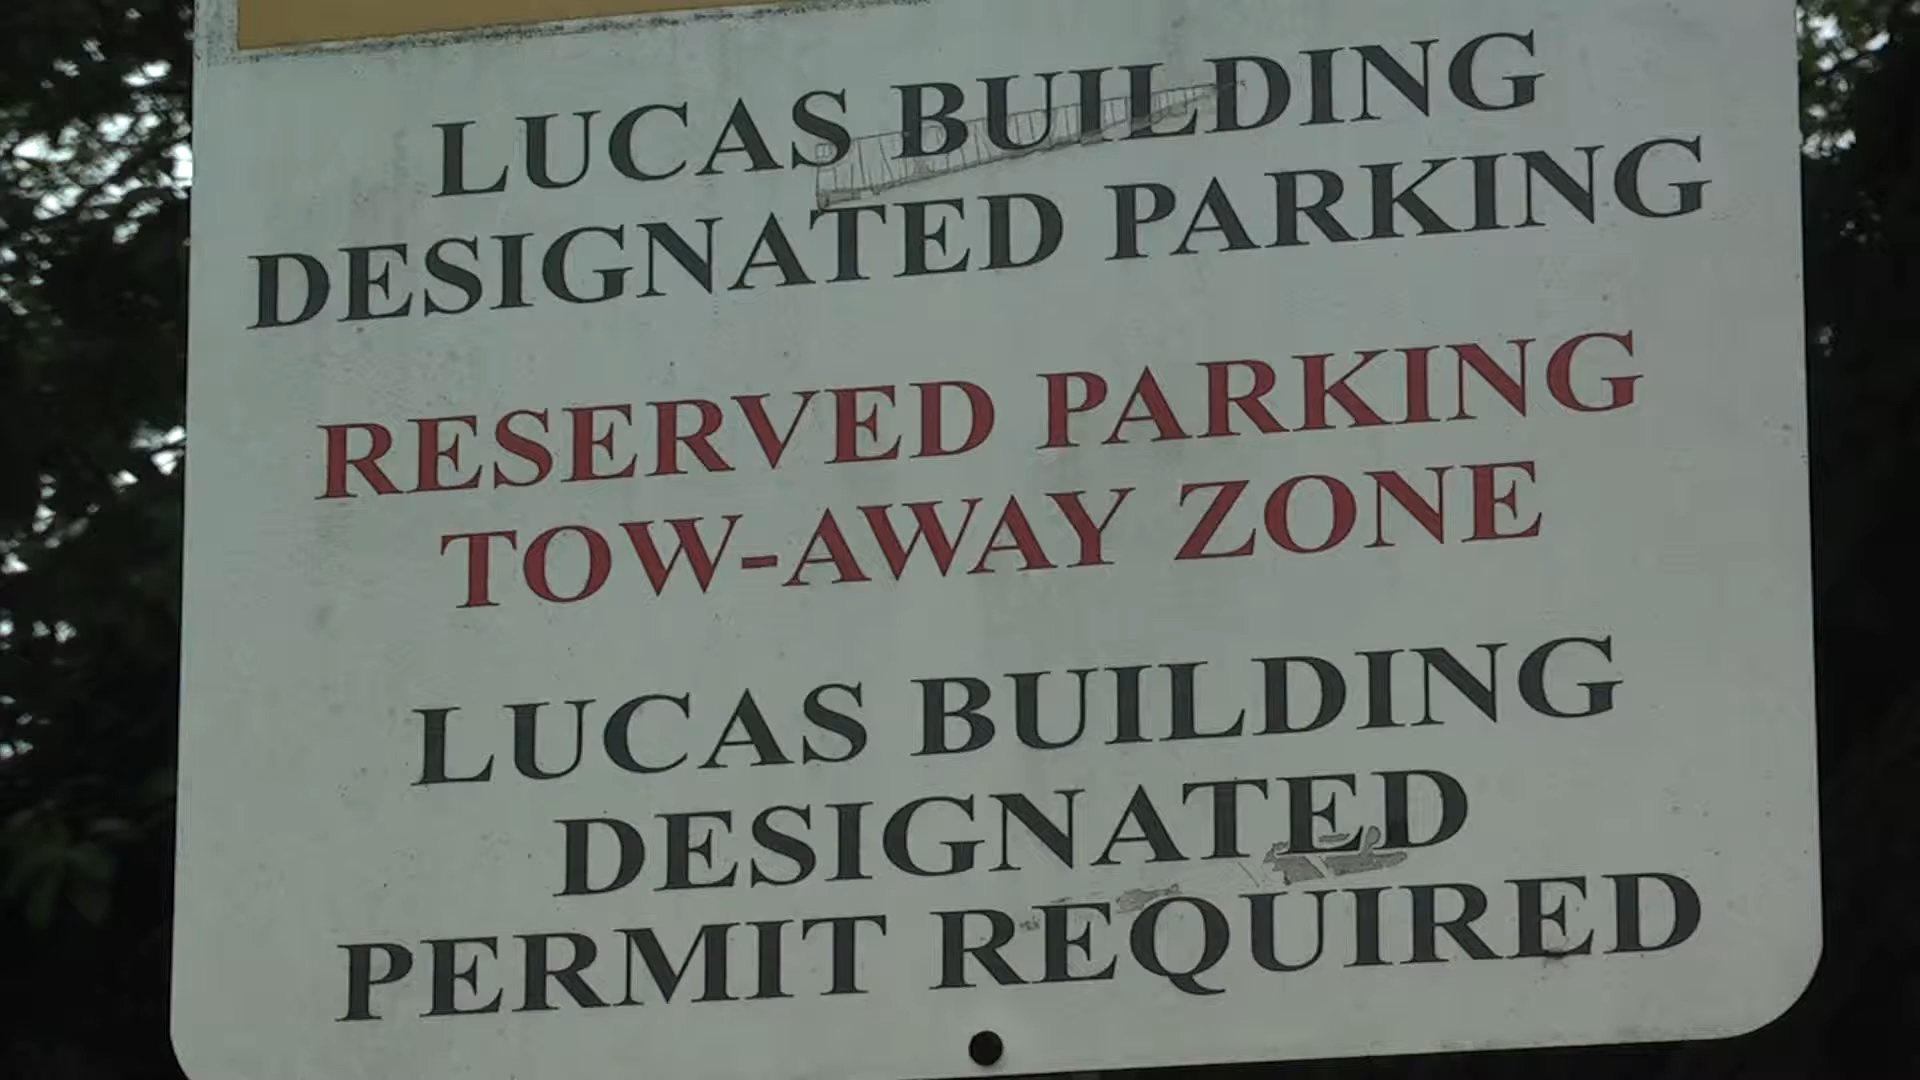 LUCAS BUILDING
DESIGNATED PARKING
RESERVED PARKING
TOW-AWAY ZONE
LUCAS BUILDING
DESIGNATED
PERMIT REQUIRED